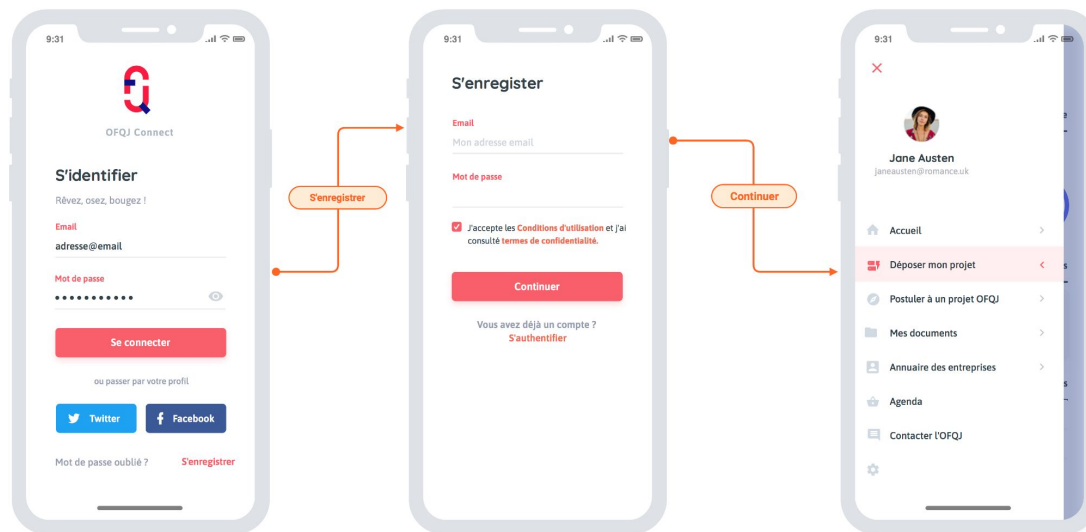 9:31
OFQJ Connect
S'identifier
Rêvez, osez, bougez !
Email
adresse@email
Mot de passe
Se connecter
ou passer par votre profil
Twitter
Facebook
Mot de passe oublié ?
S'enregistrer
S'enregistrer
9:31
S'enregister
Email
Mon adresse email
Mot de passe
J'accepte les Conditions d'utilisation et j'ai
consulté termes de confidentialité.
Continuer
Vous avez déjà un compte ?
S'authentifier
Continuer
9:31
Jane Austen
janeausten@romance.uk
Accueil
Déposer mon projet
Postuler à un projet OFQJ
Mes documents
Annuaire des entreprises
Agenda
Contacter l'OFQJ